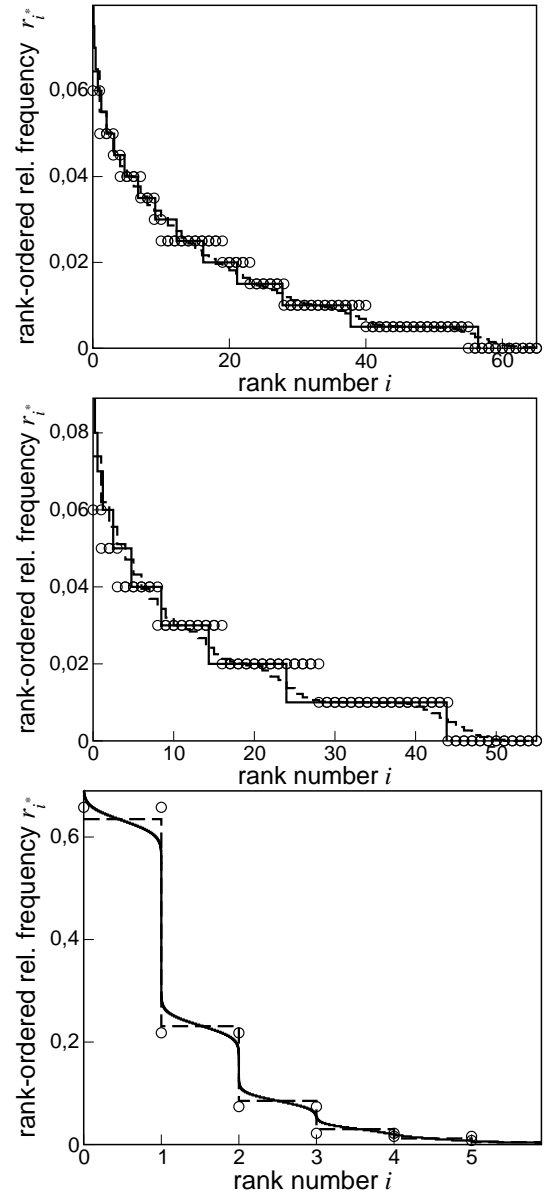 rank-ordered rel. frequency r_{i*}
0,06
0,04
0,02
0
0 20 40 60
rank number i
rank-ordered rel. frequency r_{i*}
0,08
0,06
0,04
0,02
0
0 10 20 30 40 50
rank number i
rank-ordered rel. frequency r_{i*}
0,6
0,4
0,2
0
0 1 2 3 4 5
rank number i